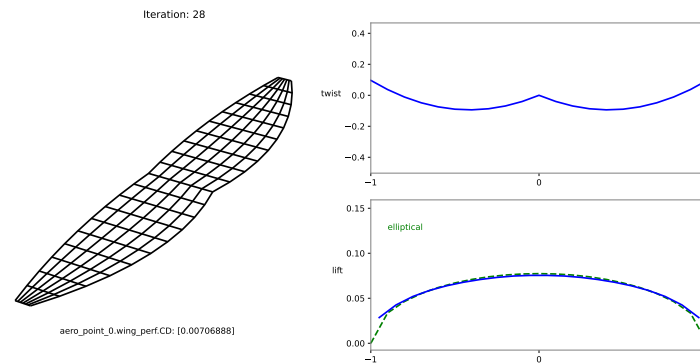 Iteration: 28
0.4
0.2
twist
0.0
−0.2
−0.4
−1
0
0.15
elliptical
0.10
lift
0.05
0.00
−1
0
aero_point_0.wing_perf.CD: [0.00706888]